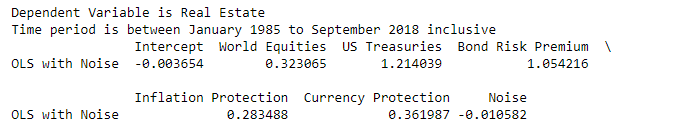 Dependent Variable is Real Estate
Time period is between January 1985 to September 2018 inclusive
Intercept World Equities US Treasuries Bond Risk Premium \
OLS with Noise -0.003654 0.323065 1.214039 1.054216
Inflation Protection Currency Protection Noise
OLS with Noise 0.283488 0.361987 -0.010582